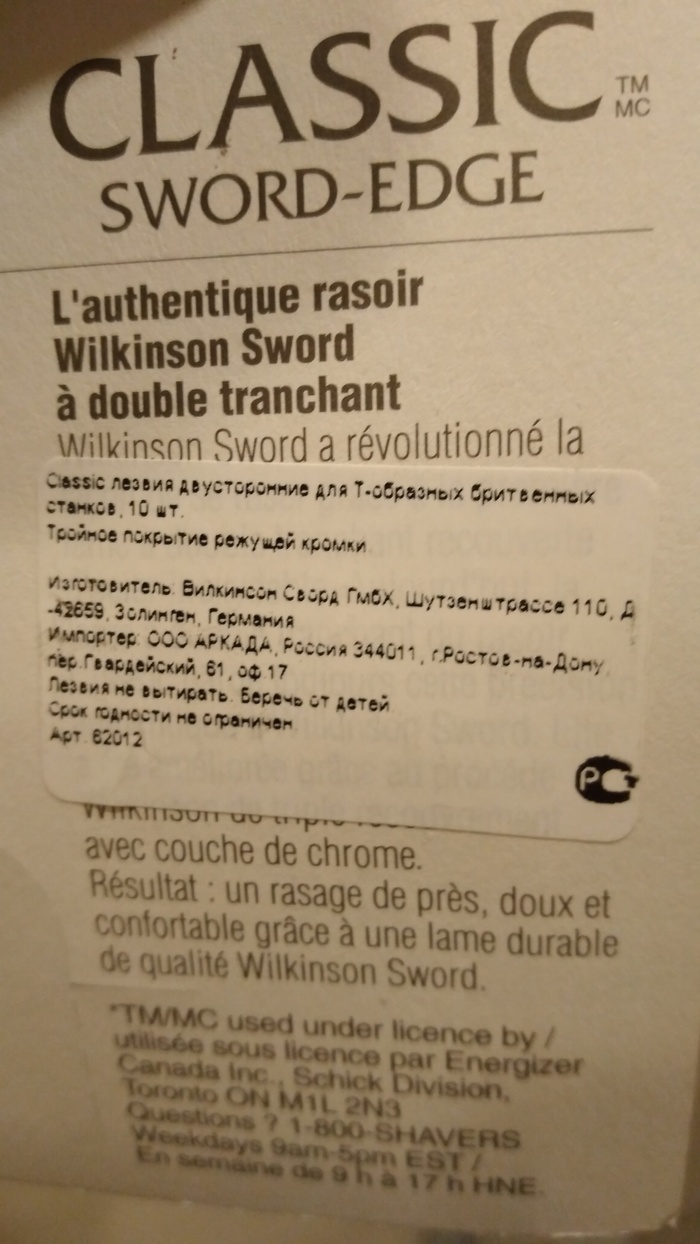 CLASSIC
TM
MC
SWORD-EDGE
L'authentique rasoir
Wilkinson Sword
à double tranchant
Wilkinson Sword a révolutionné la
Classic лезвия двусторонние для Т-образных бритвенных
станков, 10 шт.
Тройное покрытие режущей кромки
Изготовитель: Вилкинсон Сворд ГмбХ, Шутзенштрассе 110, Д
-42659, Золинген, Германия
Импортер: ООО АРКАДА, Россия 344011, г.Ростов-на-Дону,
пер.Гвардейский, 61, оф.17
Лезвия не вытирать. Беречь от детей
Срок годности не ограничен
Арт. 62012
РСТ
Wilkinson de triple
avec couche de chrome.
Résultat : un rasage de près, doux et
confortable grâce à une lame durable
de qualité Wilkinson Sword.
*TM/MC used under licence by /
utilisée sous licence par Energizer
Canada Inc., Schick Division,
Toronto ON M1L 2N3
Questions ? 1-800-SHAVERS
Weekdays 9am-5pm EST /
En semaine de 9 h à 17 h HNE.